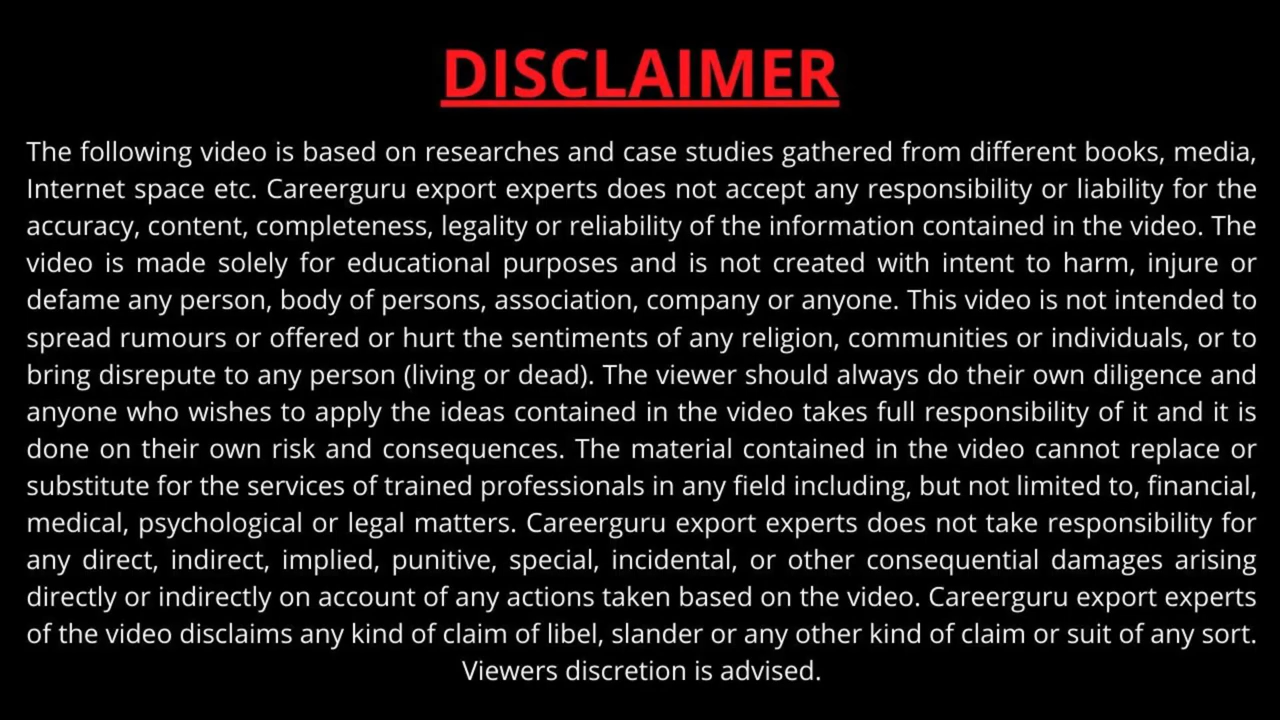 DISCLAIMER
The following video is based on researches and case studies gathered from different books, media,
Internet space etc. Careerguru export experts does not accept any responsibility or liability for the
accuracy, content, completeness, legality or reliability of the information contained in the video. The
video is made solely for educational purposes and is not created with intent to harm, injure or
defame any person, body of persons, association, company or anyone. This video is not intended to
spread rumours or offered or hurt the sentiments of any religion, communities or individuals, or to
bring disrepute to any person (living or dead). The viewer should always do their own diligence and
anyone who wishes to apply the ideas contained in the video takes full responsibility of it and it is
done on their own risk and consequences. The material contained in the video cannot replace or
substitute for the services of trained professionals in any field including, but not limited to, financial,
medical, psychological or legal matters. Careerguru export experts does not take responsibility for
any direct, indirect, implied, punitive, special, incidental, or other consequential damages arising
directly or indirectly on account of any actions taken based on the video. Careerguru export experts
of the video disclaims any kind of claim of libel, slander or any other kind of claim or suit of any sort.
Viewers discretion is advised.